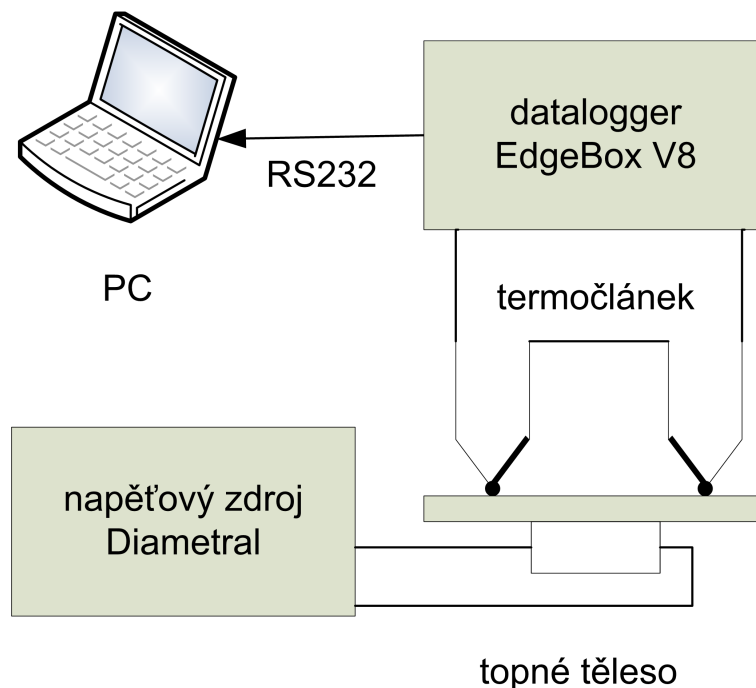 datalogger
EdgeBox V8
RS232
PC
termočlánek
napěťový zdroj
Diametral
topné těleso